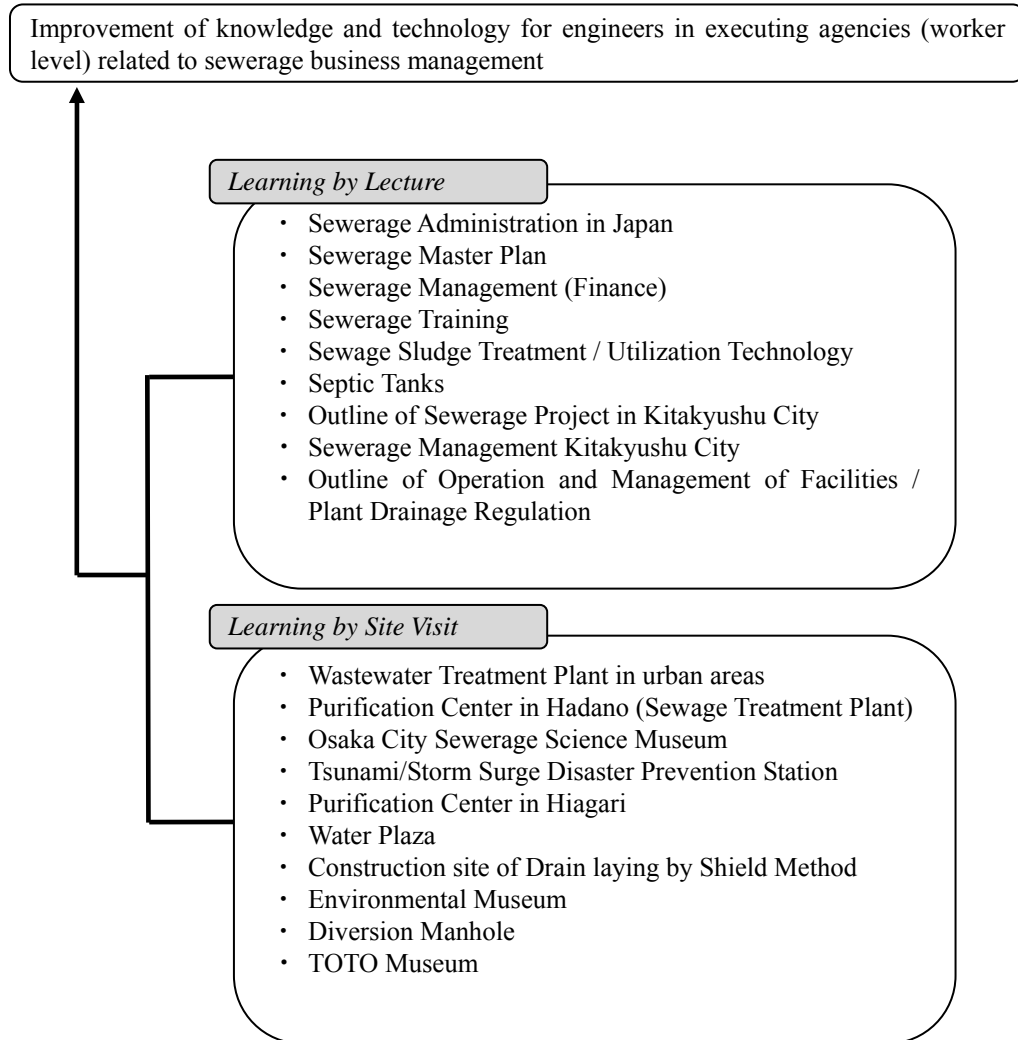 Improvement of knowledge and technology for engineers in executing agencies (worker
level) related to sewerage business management
Learning by Lecture
・ Sewerage Administration in Japan
・ Sewerage Master Plan
・ Sewerage Management (Finance)
・ Sewerage Training
・ Sewage Sludge Treatment / Utilization Technology
・ Septic Tanks
・ Outline of Sewerage Project in Kitakyushu City
・ Sewerage Management Kitakyushu City
・ Outline of Operation and Management of Facilities /
Plant Drainage Regulation
Learning by Site Visit
・ Wastewater Treatment Plant in urban areas
・ Purification Center in Hadano (Sewage Treatment Plant)
・ Osaka City Sewerage Science Museum
・ Tsunami/Storm Surge Disaster Prevention Station
・ Purification Center in Hiagari
・ Water Plaza
・ Construction site of Drain laying by Shield Method
・ Environmental Museum
・ Diversion Manhole
・ TOTO Museum